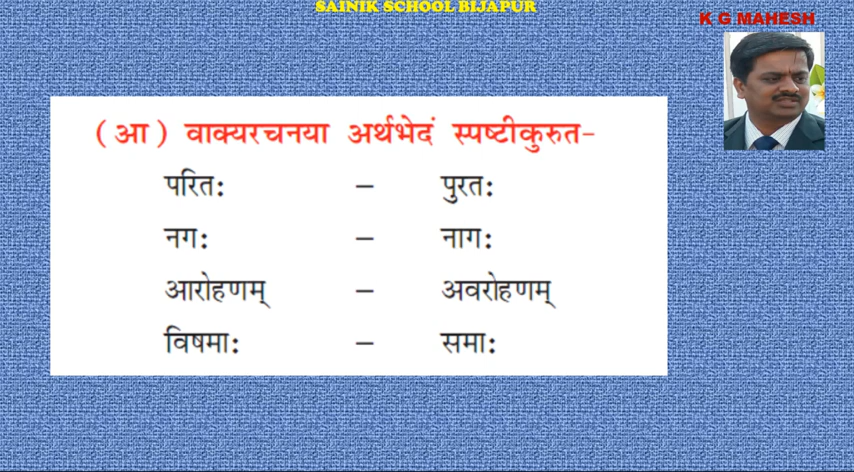 SAINIK SCHOOL BIJAPUR
K G MAHESH
( आ ) वाक्यरचनया अर्थभेदं स्पष्टीकुरुत-
परित: – पुरत:
नग: – नाग:
आरोहणम् – अवरोहणम्
विषमा: – समा: